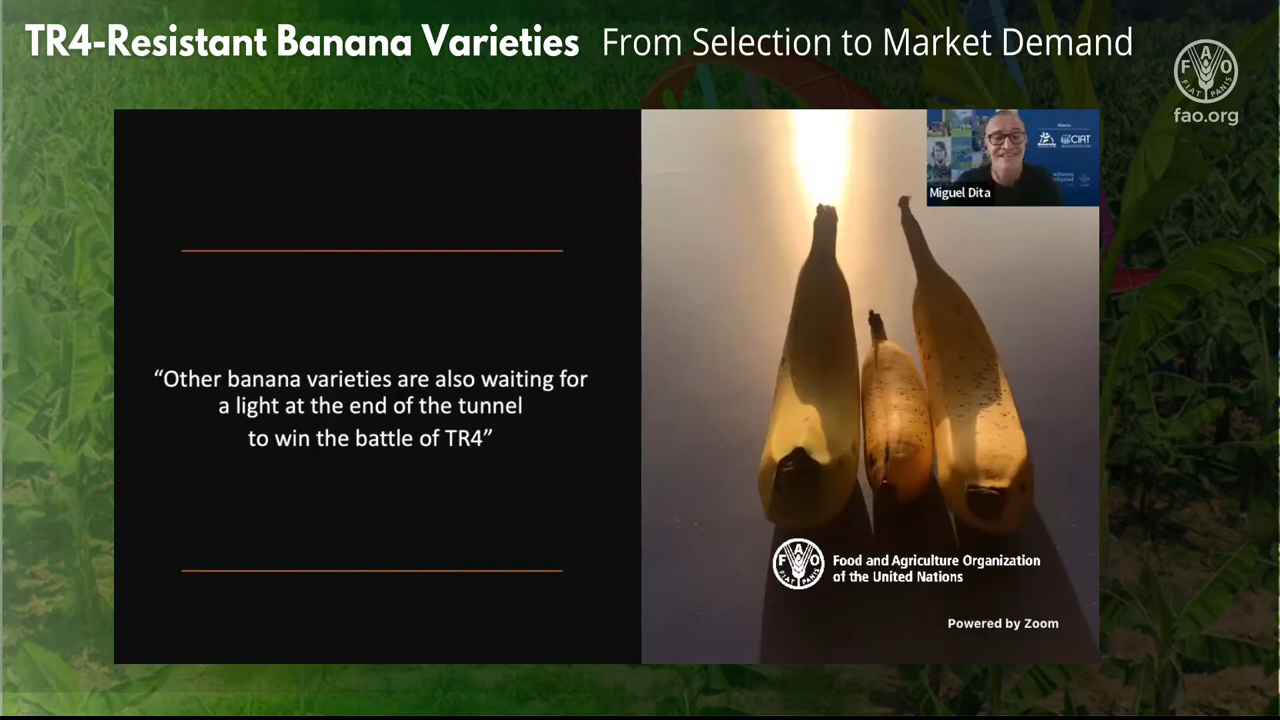 TR4-Resistant Banana Varieties From Selection to Market Demand
FAO
FIAT PANIS
fao.org
CIAT
Miguel Dita
“Other banana varieties are also waiting for
a light at the end of the tunnel
to win the battle of TR4”
FAO
FIAT PANIS
Food and Agriculture Organization
of the United Nations
Powered by Zoom